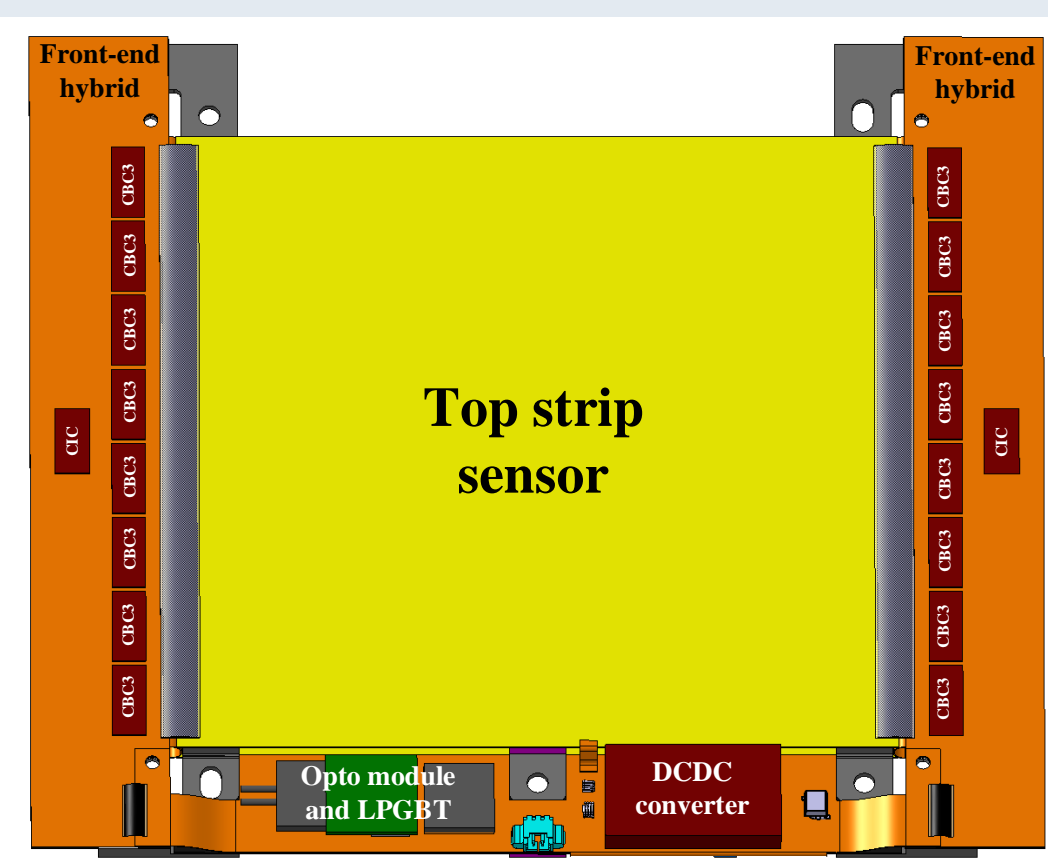 Front-end
hybrid
Front-end
hybrid
CBC3
CBC3
CBC3
CBC3
CBC3
CBC3
CBC3
CBC3
CIC
Top strip
sensor
CBC3
CBC3
CBC3
CBC3
CBC3
CBC3
CBC3
CBC3
CIC
Opto module
and LPGBT
DCDC
converter